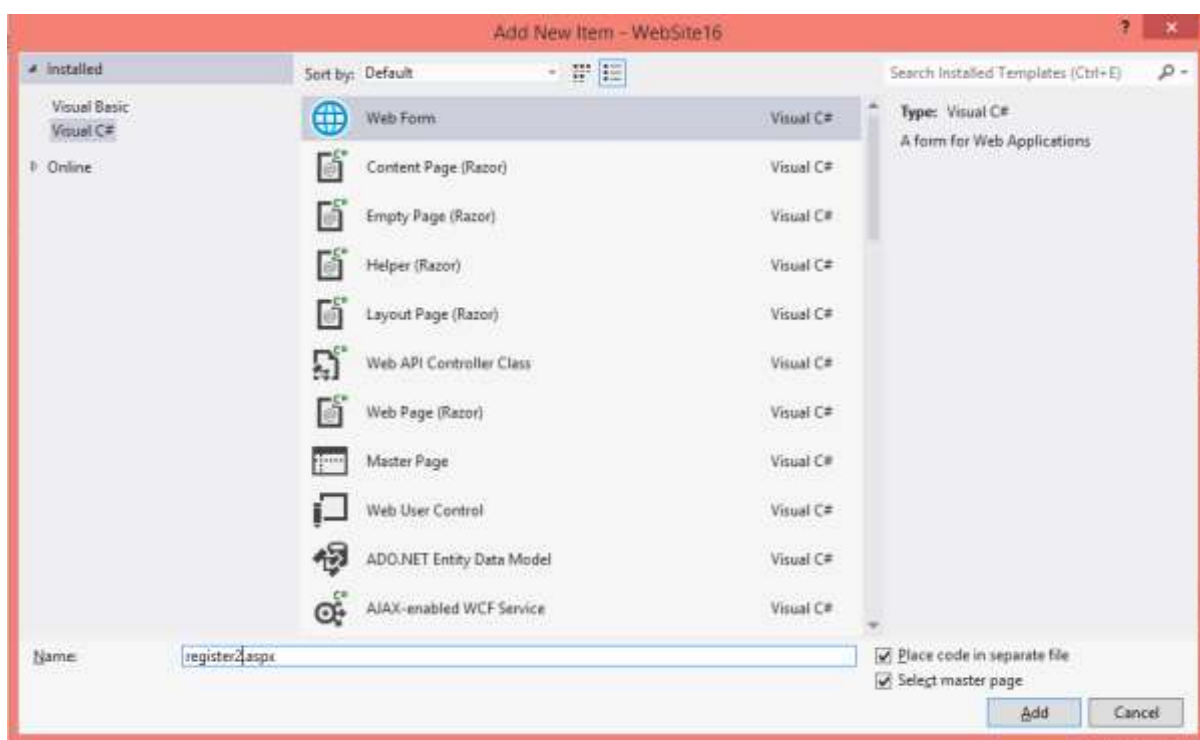 Add New Item - WebSite16
?
Installed
Sort by: Default
Search Installed Templates (Ctrl+E)
Visual Basic
Visual C#
Online
Web Form Visual C#
Content Page (Razor) Visual C#
Empty Page (Razor) Visual C#
Helper (Razor) Visual C#
Layout Page (Razor) Visual C#
Web API Controller Class Visual C#
Web Page (Razor) Visual C#
Master Page Visual C#
Web User Control Visual C#
ADO.NET Entity Data Model Visual C#
AJAX-enabled WCF Service Visual C#
Type: Visual C#
A form for Web Applications
Name: register2.aspx
Place code in separate file
Select master page
Add Cancel